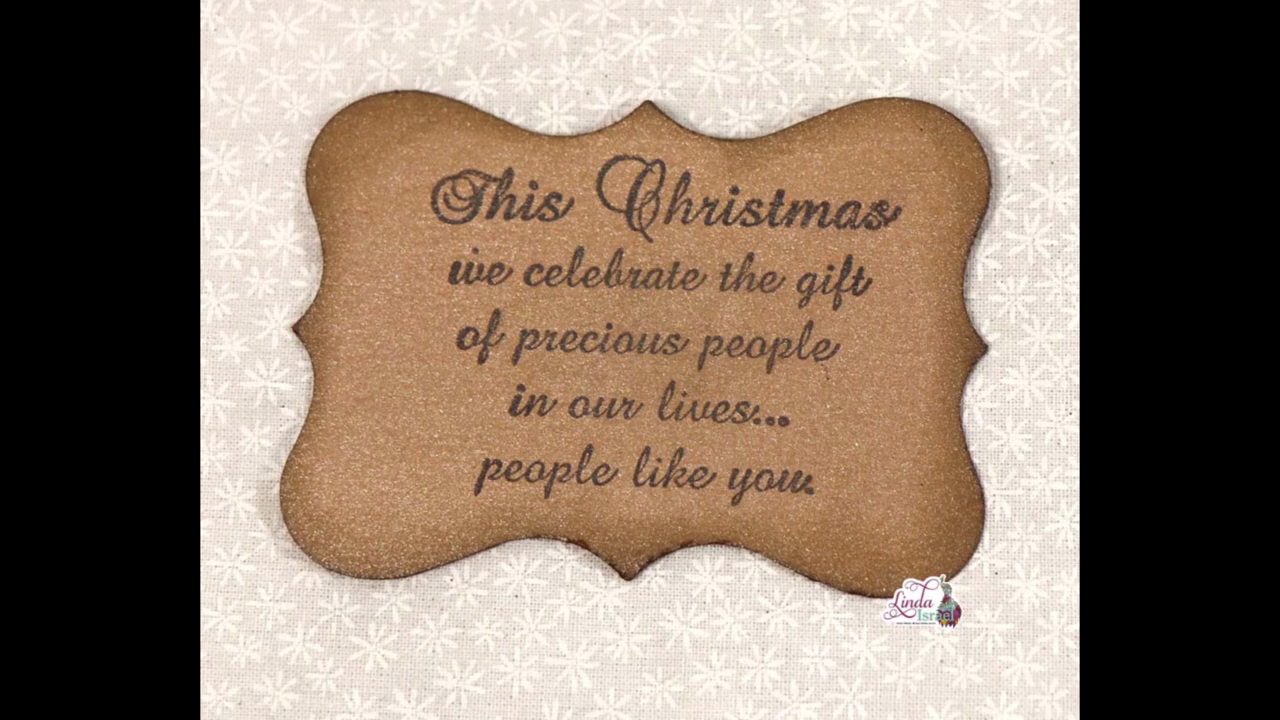 This Christmas
we celebrate the gift
of precious people
in our lives...
people like you.
Linda
Israel